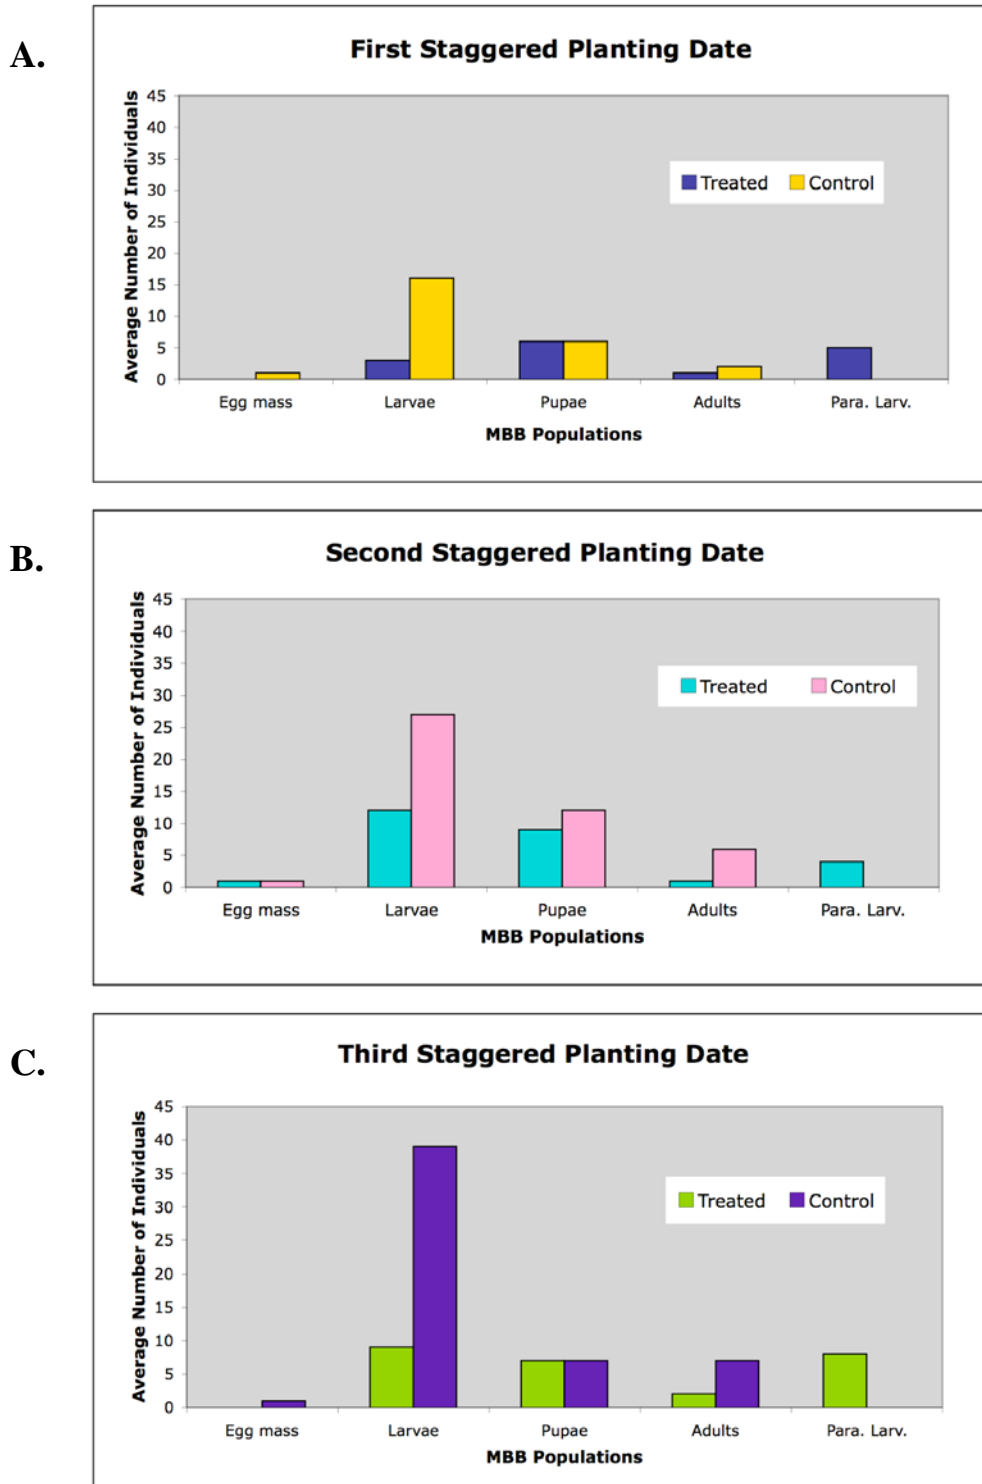 A.
First Staggered Planting Date
Average Number of Individuals
45
40
35
30
25
20
15
10
5
0
Treated Control
Egg mass Larvae Pupae Adults Para. Larv.
MBB Populations
B.
Second Staggered Planting Date
Average Number of Individuals
45
40
35
30
25
20
15
10
5
0
Treated Control
Egg mass Larvae Pupae Adults Para. Larv.
MBB Populations
C.
Third Staggered Planting Date
Average Number of Individuals
45
40
35
30
25
20
15
10
5
0
Treated Control
Egg mass Larvae Pupae Adults Para. Larv.
MBB Populations